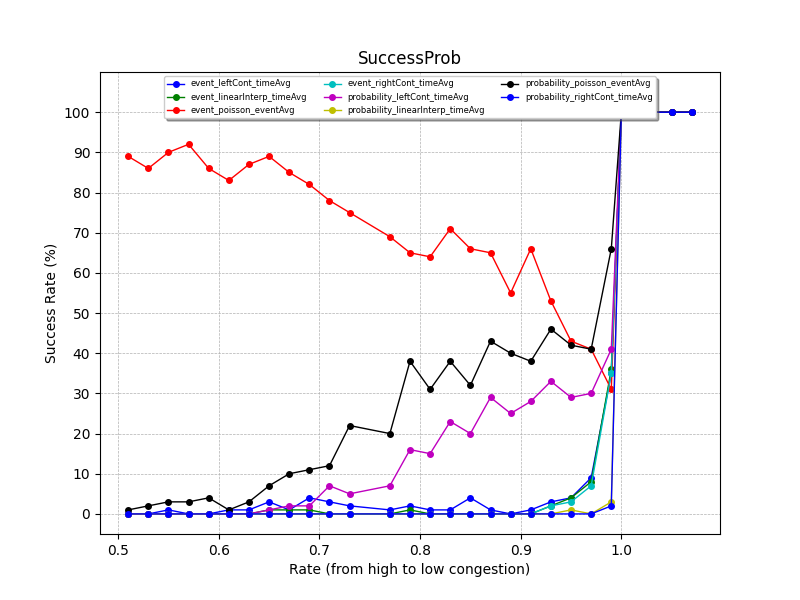 SuccessProb
event_leftCont_timeAvg
event_linearInterp_timeAvg
event_poisson_eventAvg
event_rightCont_timeAvg
probability_leftCont_timeAvg
probability_linearInterp_timeAvg
probability_poisson_eventAvg
probability_rightCont_timeAvg
Success Rate (%)
100
90
80
70
60
50
40
30
20
10
0
0.5 0.6 0.7 0.8 0.9 1.0
Rate (from high to low congestion)